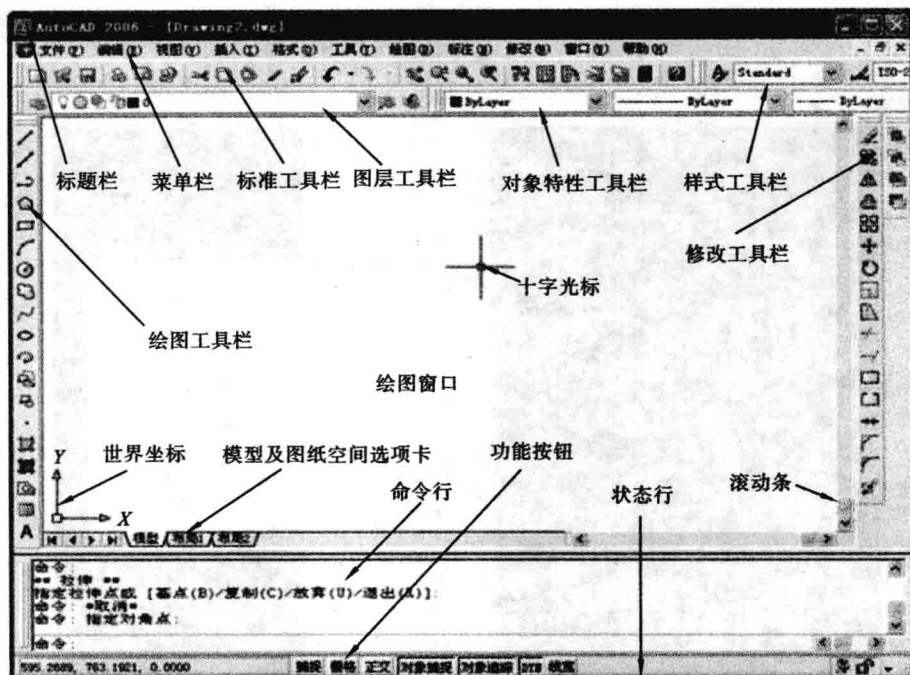 AutoCAD 2006 - [Drawing2.dwg]
文件(F) 编辑(E) 视图(V) 插入(I) 格式(O) 工具(T) 绘图(D) 标注(N) 修改(M) 窗口(W) 帮助(H)
Standard ISO-2
0 ByLayer ByLayer ByLayer
标题栏 菜单栏 标准工具栏 图层工具栏 对象特性工具栏 样式工具栏
修改工具栏
十字光标
绘图工具栏
绘图窗口
世界坐标 模型及图纸空间选项卡 功能按钮
命令行 状态行 滚动条
Y
X
A
模型 布局1 布局2
命令:
** 拉伸 **
指定拉伸点或 [基点(B)/复制(C)/放弃(U)/退出(X)]:
命令: *取消*
命令: 指定对角点:
命令:
595.2689, 763.1921, 0.0000 捕捉 栅格 正交 对象捕捉 对象追踪 DYN 线宽